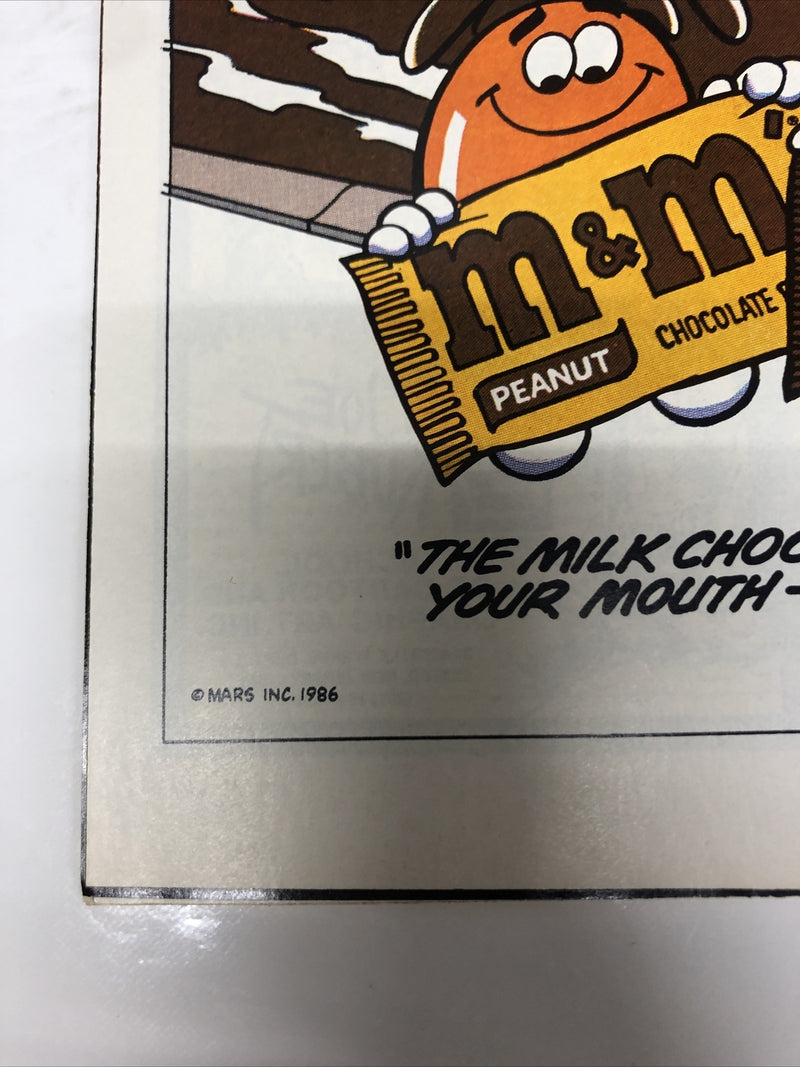 m&m's®
PEANUT
CHOCOLATE
"THE MILK CHOC
YOUR MOUTH-
© MARS INC. 1986